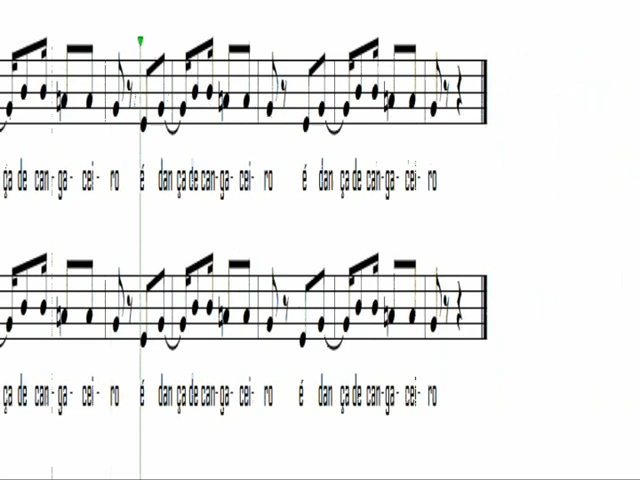 ça de can- ga- cei- ro é dan ça de can- ga- cei- ro é dan ça de can- ga- cei- ro
ça de can- ga- cei- ro é dan ça de can- ga- cei- ro é dan ça de can- ga- cei- ro